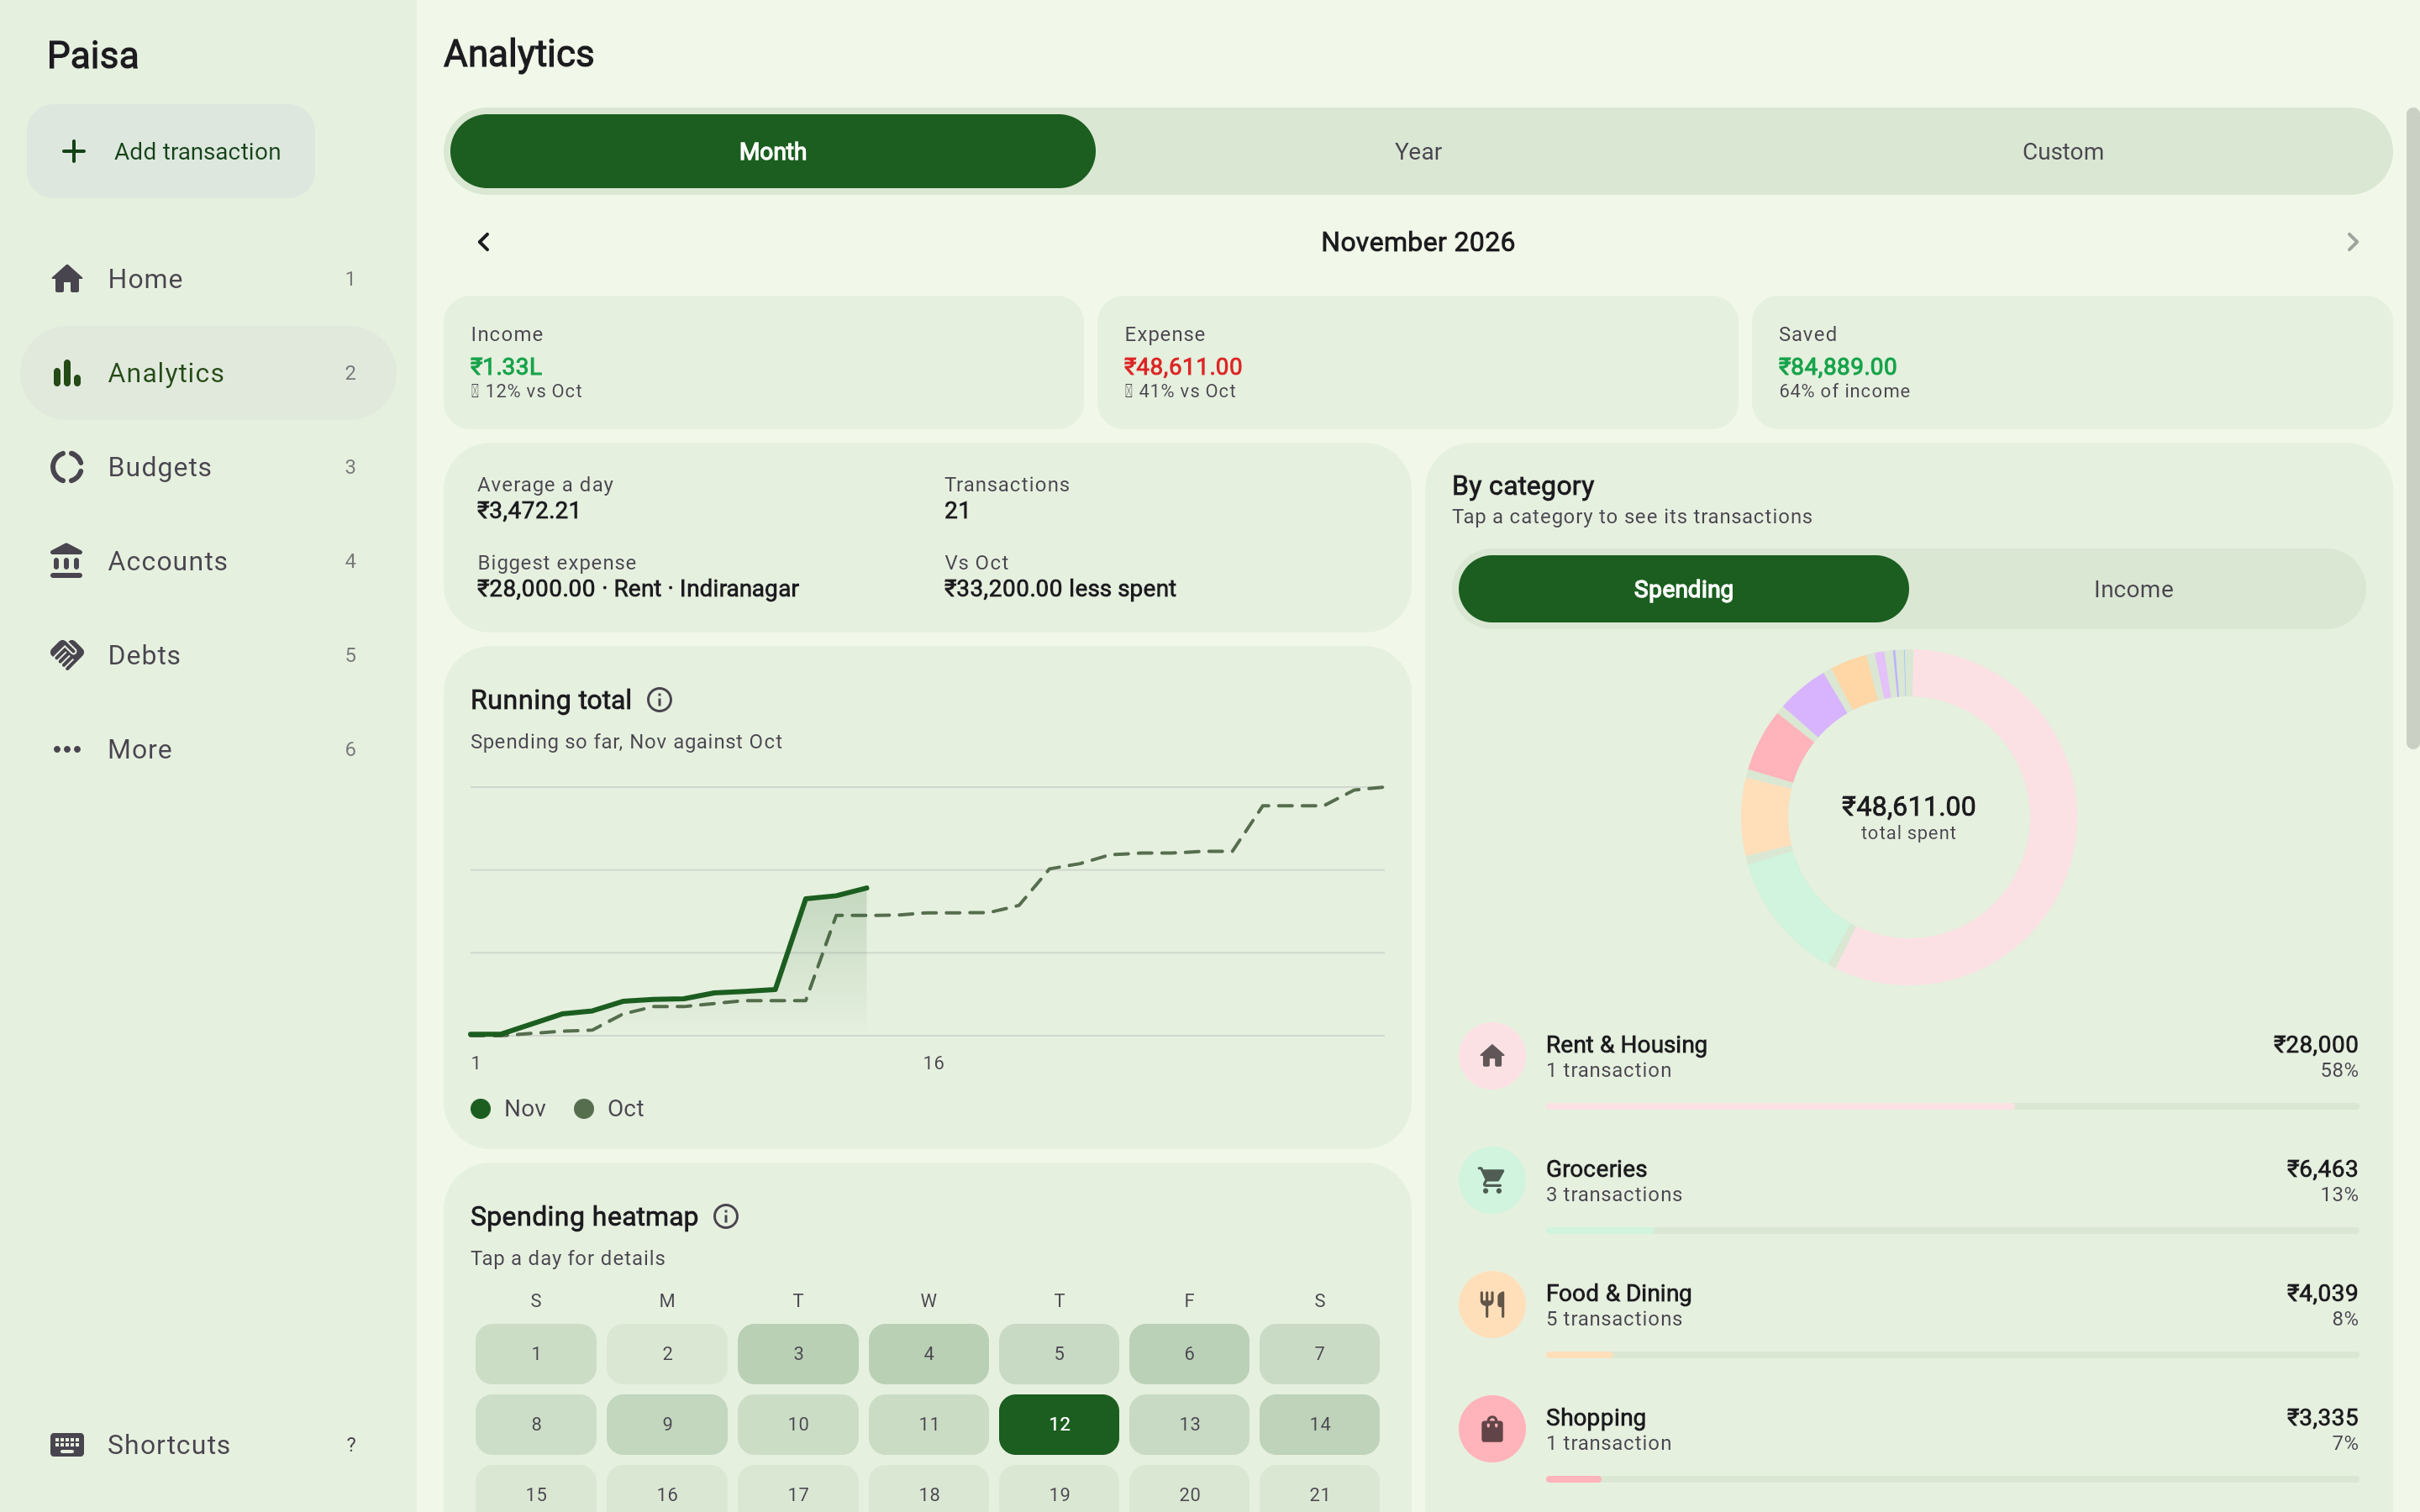 Paisa
Add transaction
Home 1
Analytics 2
Budgets 3
Accounts 4
Debts 5
More 6
Shortcuts ?
Analytics
Month Year Custom
November 2026
Income
₹1.33L
12% vs Oct
Expense
₹48,611.00
41% vs Oct
Saved
₹84,889.00
64% of income
Average a day
₹3,472.21
Transactions
21
Biggest expense
₹28,000.00 · Rent · Indiranagar
Vs Oct
₹33,200.00 less spent
Running total
Spending so far, Nov against Oct
1 16
Nov Oct
Spending heatmap
Tap a day for details
S M T W T F S
1 2 3 4 5 6 7
8 9 10 11 12 13 14
15 16 17 18 19 20 21
By category
Tap a category to see its transactions
Spending Income
₹48,611.00
total spent
Rent & Housing ₹28,000
1 transaction 58%
Groceries ₹6,463
3 transactions 13%
Food & Dining ₹4,039
5 transactions 8%
Shopping ₹3,335
1 transaction 7%